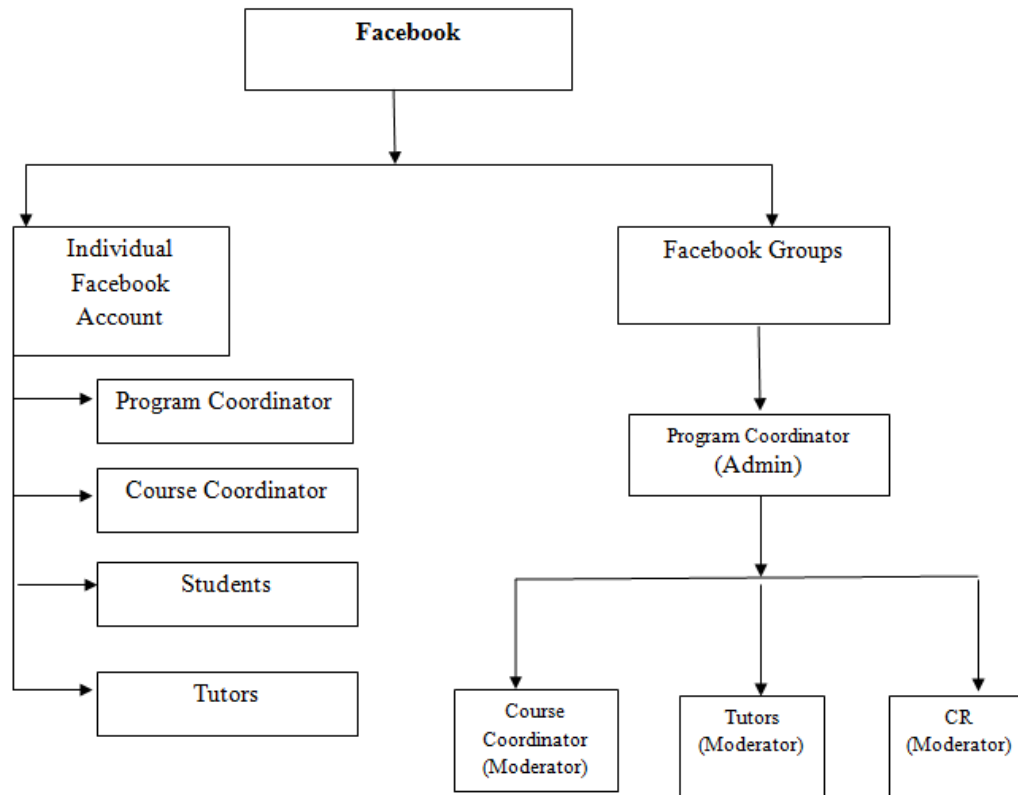 Facebook
Individual
Facebook
Account
Facebook Groups
Program Coordinator
Course Coordinator
Students
Tutors
Program Coordinator
(Admin)
Course
Coordinator
(Moderator)
Tutors
(Moderator)
CR
(Moderator)